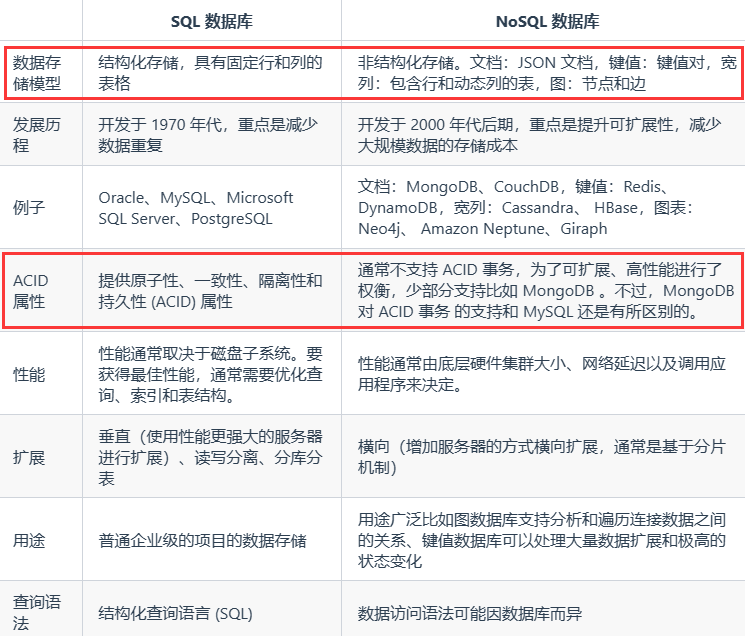 SQL 数据库
NoSQL 数据库
数据存
储模型
结构化存储，具有固定行和列的
表格
非结构化存储。文档：JSON 文档，键值：键值对，宽
列：包含行和动态列的表，图：节点和边
发展历
程
开发于 1970 年代，重点是减少
数据重复
开发于 2000 年代后期，重点是提升可扩展性，减少
大规模数据的存储成本
例子
Oracle、MySQL、Microsoft
SQL Server、PostgreSQL
文档：MongoDB、CouchDB，键值：Redis、
DynamoDB，宽列：Cassandra、 HBase，图表：
Neo4j、 Amazon Neptune、Giraph
ACID
属性
提供原子性、一致性、隔离性和
持久性 (ACID) 属性
通常不支持 ACID 事务，为了可扩展、高性能进行了
权衡，少部分支持比如 MongoDB 。不过，MongoDB
对 ACID 事务 的支持和 MySQL 还是有所区别的。
性能
性能通常取决于磁盘子系统。要
获得最佳性能，通常需要优化查
询、索引和表结构。
性能通常由底层硬件集群大小、网络延迟以及调用应
用程序来决定。
扩展
垂直（使用性能更强大的服务器
进行扩展）、读写分离、分库分
表
横向（增加服务器的方式横向扩展，通常是基于分片
机制）
用途
普通企业级的项目的数据存储
用途广泛比如图数据库支持分析和遍历连接数据之间
的关系、键值数据库可以处理大量数据扩展和极高的
状态变化
查询语
法
结构化查询语言 (SQL)
数据访问语法可能因数据库而异